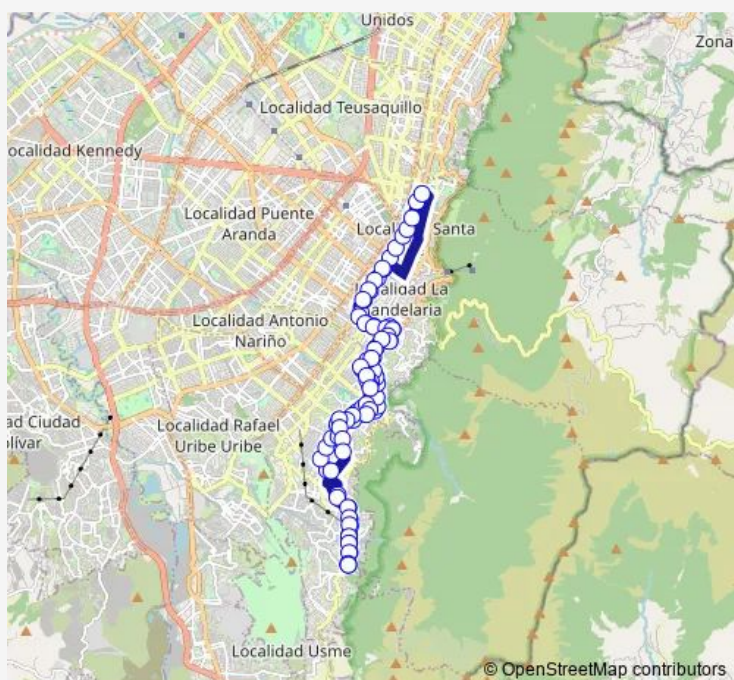 Unidos
Zona
Localidad Teusaquillo
ocalidad Kennedy
Localidad Puente
Aranda
Santa
andelaria
Localidad Antonio
Nariño
ad Ciudad
olívar
Localidad Rafael
Uribe Uribe
Localidad Usme
© OpenStreetMap contributors